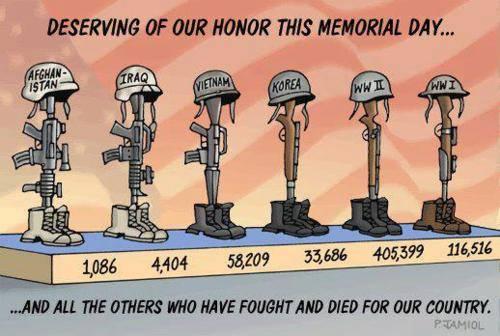 DESERVING OF OUR HONOR THIS MEMORIAL DAY...
AFGHAN-
ISTAN
IRAQ
VIETNAM
KOREA
WW II
WW I
1,086 4,404 58,209 33,686 405,399 116,516
...AND ALL THE OTHERS WHO HAVE FOUGHT AND DIED FOR OUR COUNTRY.
P.JAMIOL